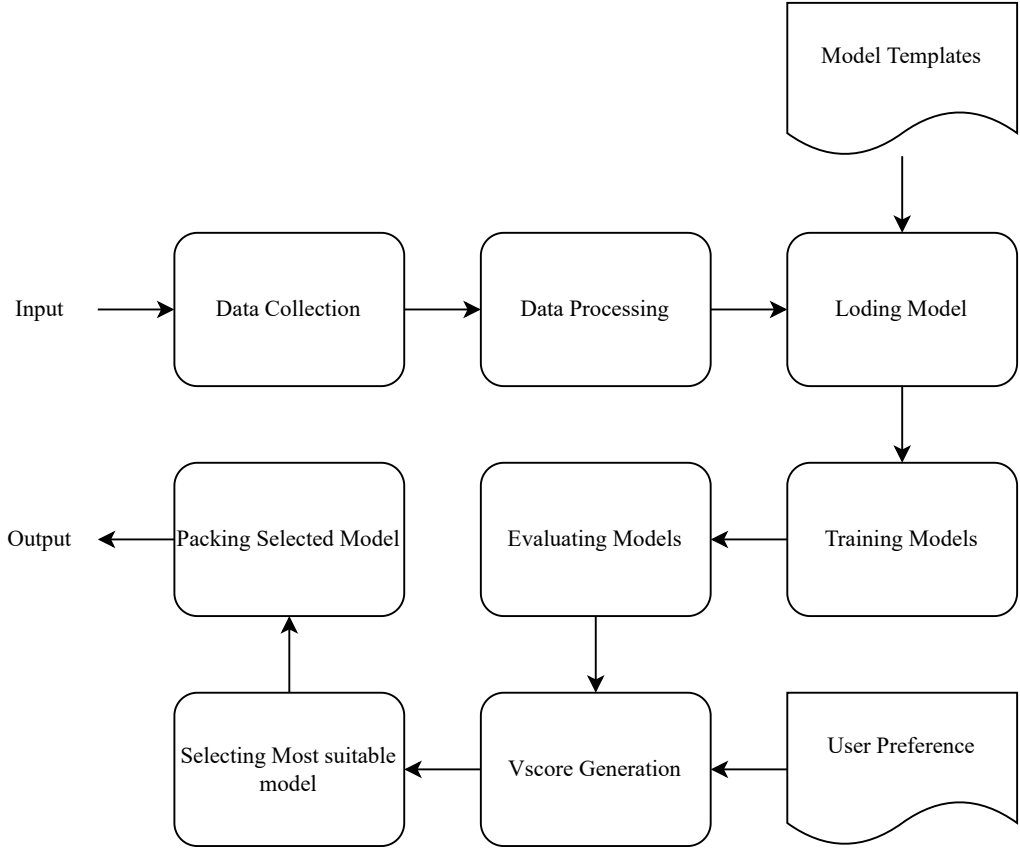 Model Templates
Input
Data Collection
Data Processing
Loding Model
Output
Packing Selected Model
Evaluating Models
Training Models
Selecting Most suitable
model
Vscore Generation
User Preference